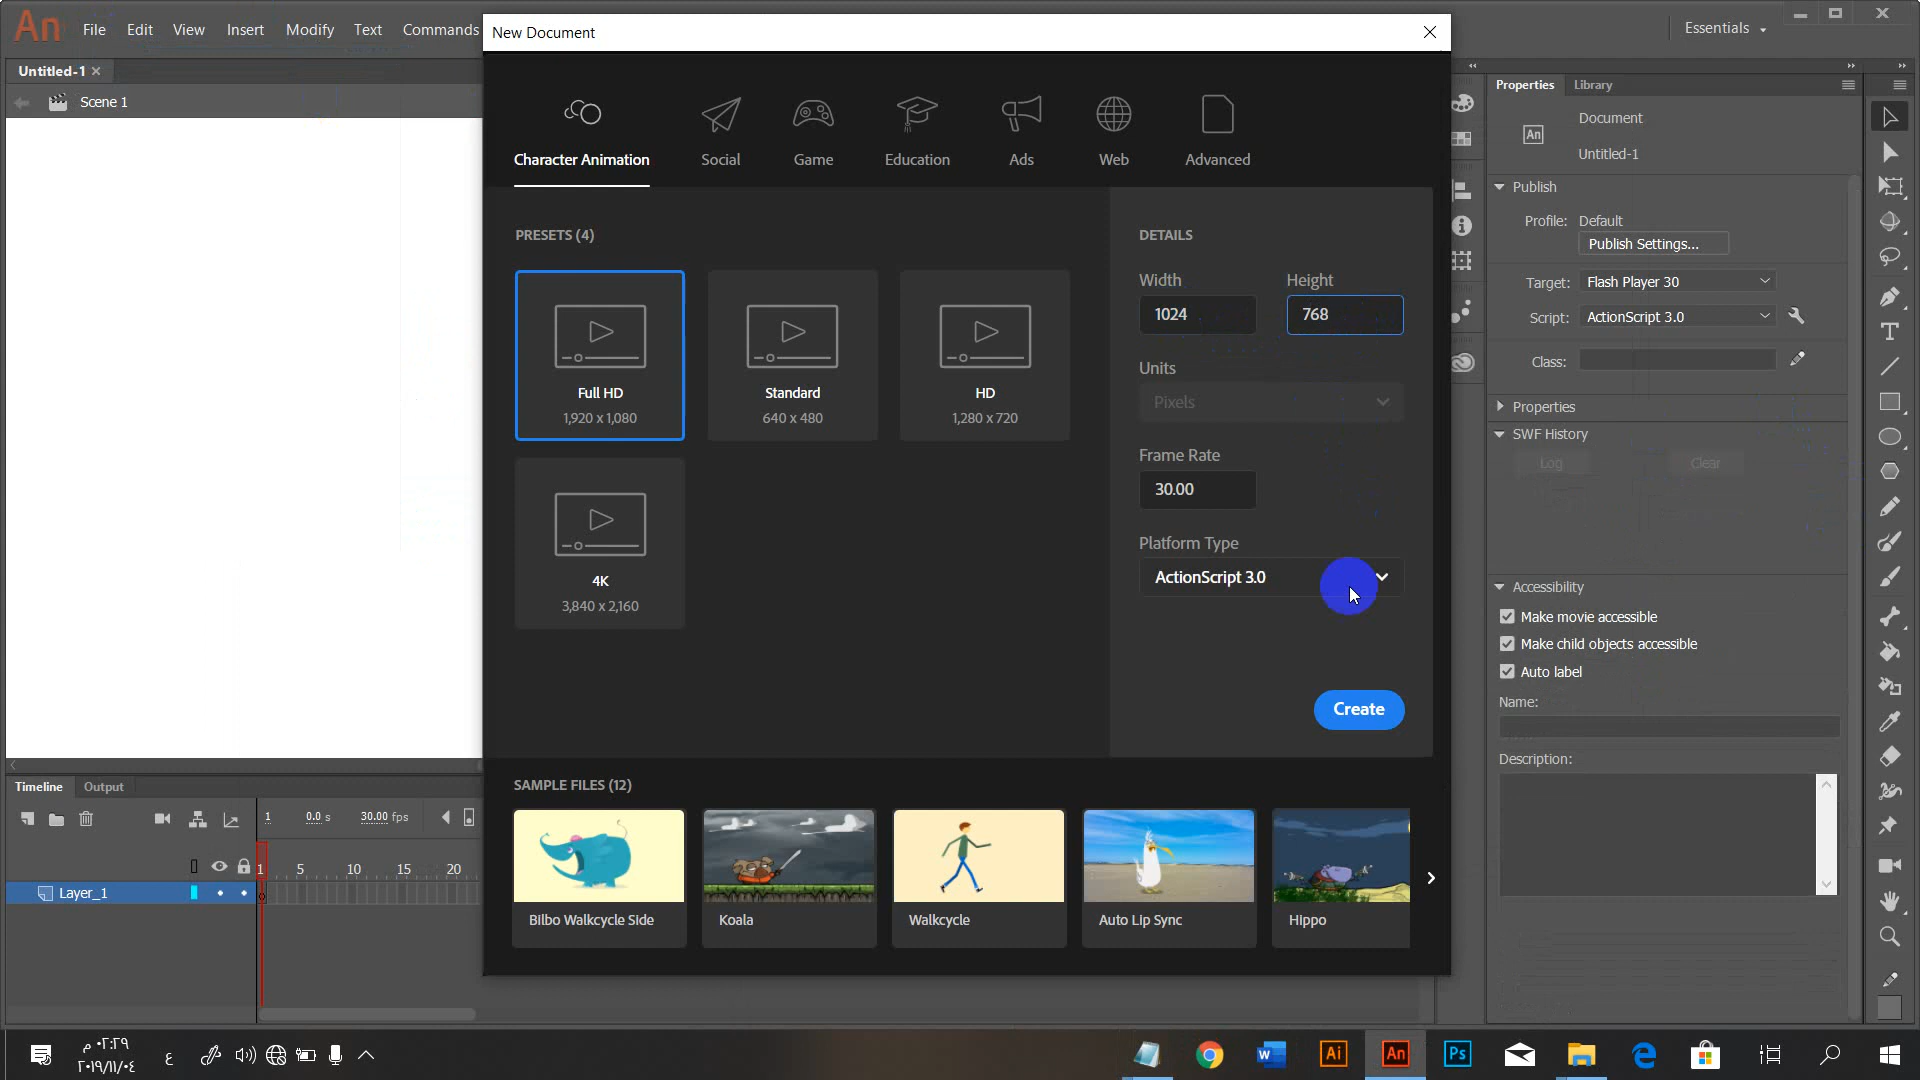 An File Edit View Insert Modify Text Commands
New Document
Essentials
Untitled-1
Scene 1
Character Animation Social Game Education Ads Web Advanced
PRESETS (4)
Full HD
1,920 x 1,080
Standard
640 x 480
HD
1,280 x 720
4K
3,840 x 2,160
DETAILS
Width Height
1024 768
Units
Pixels
Frame Rate
30.00
Platform Type
ActionScript 3.0
Create
SAMPLE FILES (12)
Bilbo Walkcycle Side
Koala
Walkcycle
Auto Lip Sync
Hippo
Properties Library
An
Document
Untitled-1
Publish
Profile: Default
Publish Settings...
Target: Flash Player 30
Script: ActionScript 3.0
Class:
Properties
SWF History
Log Clear
Accessibility
Make movie accessible
Make child objects accessible
Auto label
Name:
Description:
Timeline Output
1 0.0 s 30.00 fps
1 5 10 15 20
Layer_1
٠٢:٢٩ م
٢٠١٩/١١/٠٤
ع
Ai An Ps